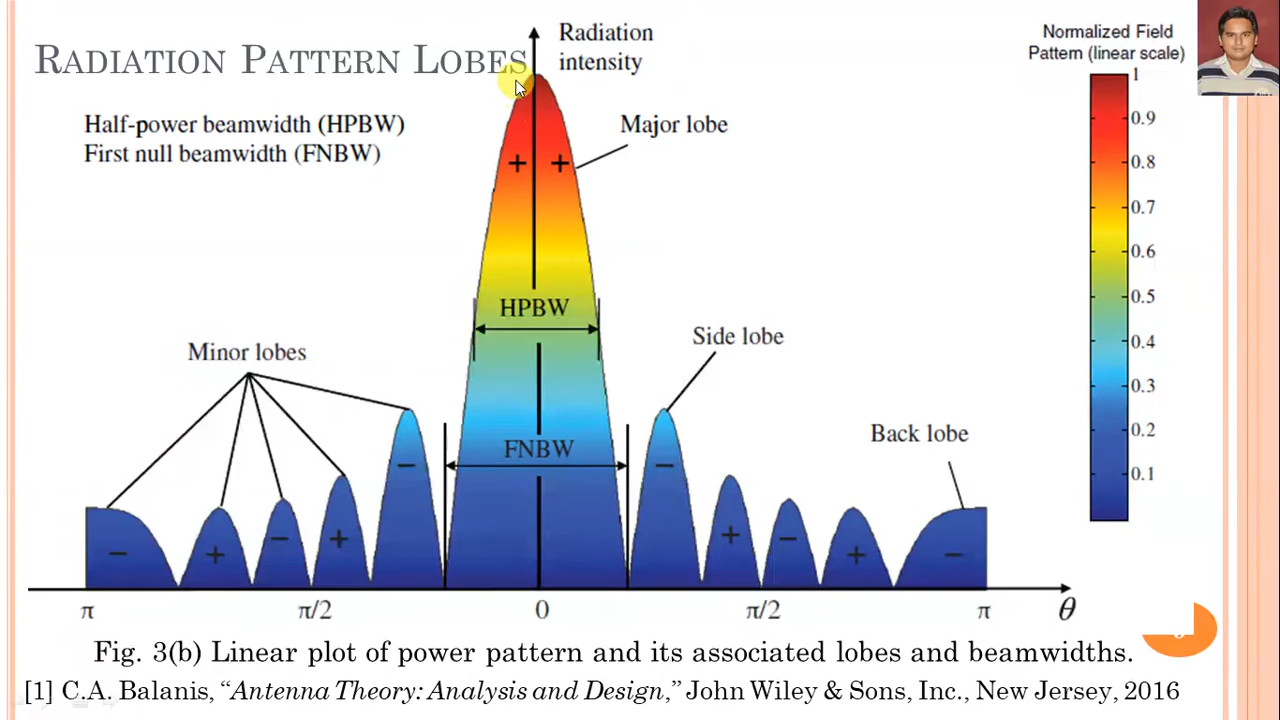 RADIATION PATTERN LOBES
Radiation
intensity
Normalized Field
Pattern (linear scale)
Half-power beamwidth (HPBW)
First null beamwidth (FNBW)
Major lobe
+ +
1
0.9
0.8
0.7
0.6
0.5
0.4
0.3
0.2
0.1
HPBW
Minor lobes
Side lobe
FNBW
Back lobe
− −
− + − + + − + −
π π/2 0 π/2 π θ
Fig. 3(b) Linear plot of power pattern and its associated lobes and beamwidths.
[1] C.A. Balanis, “Antenna Theory: Analysis and Design,” John Wiley & Sons, Inc., New Jersey, 2016